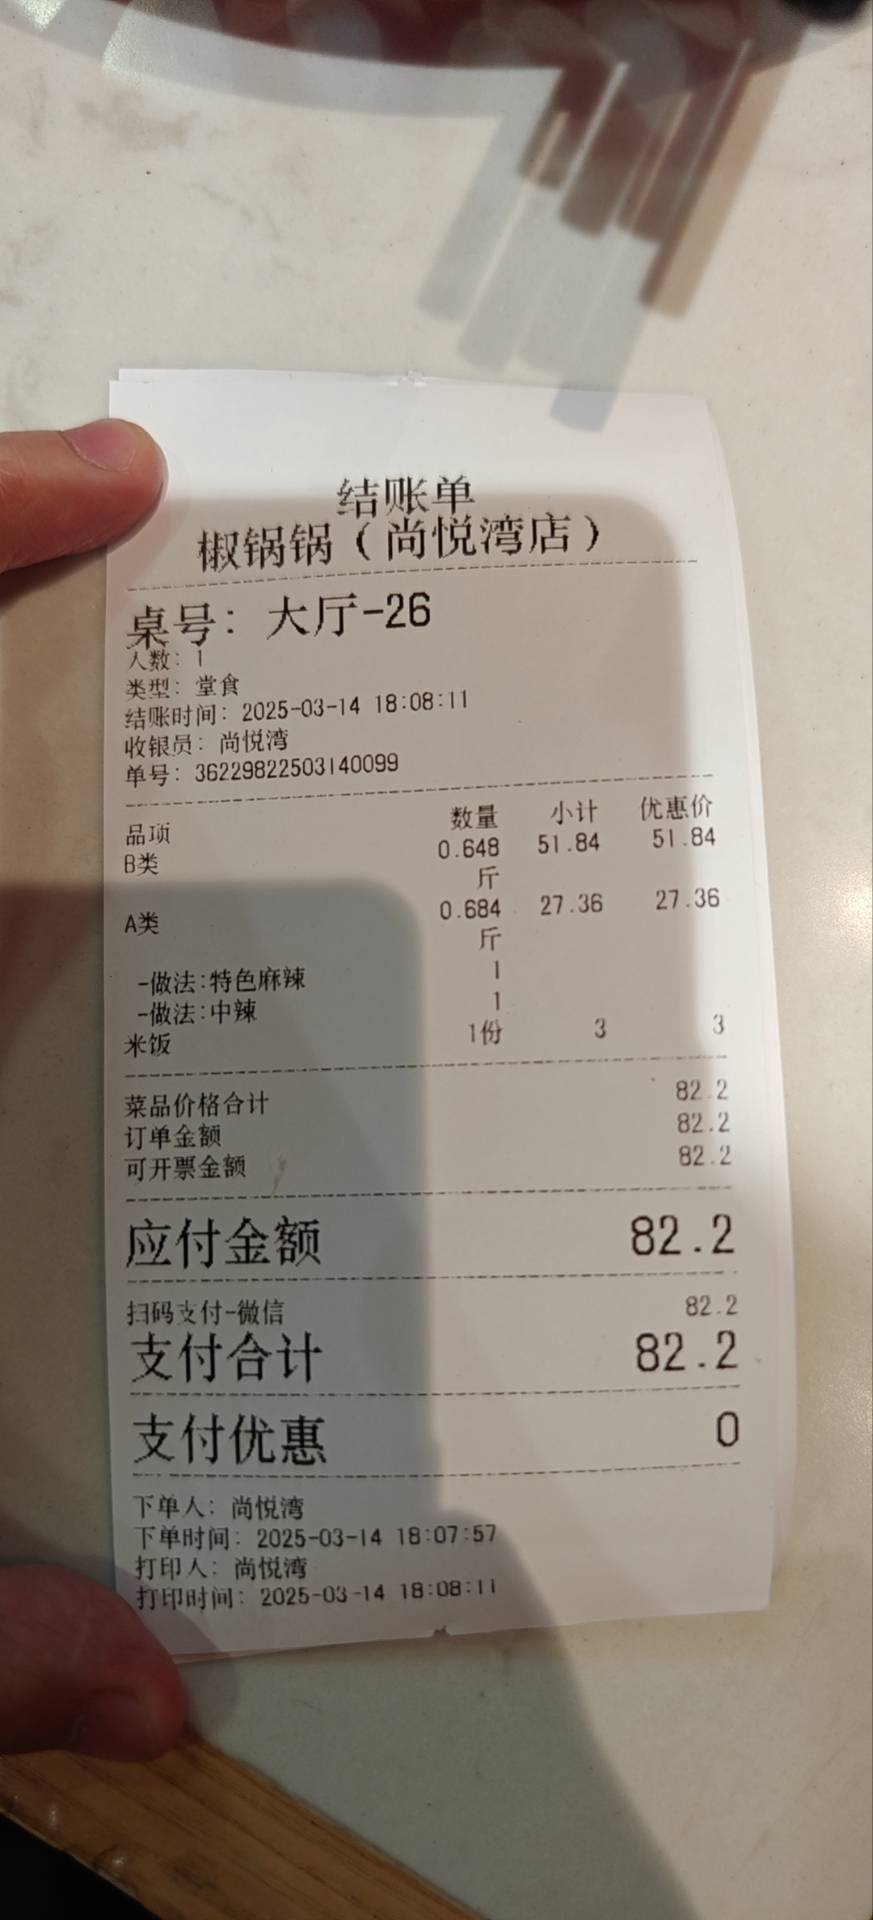 结账单
椒锅锅（尚悦湾店）
桌号：大厅-26
人数：1
类型：堂食
结账时间：2025-03-14 18:08:11
收银员：尚悦湾
单号：36229822503140099
品项 数量 小计 优惠价
B类 0.648 51.84 51.84
斤
A类 0.684 27.36 27.36
斤
-做法:特色麻辣 1
-做法:中辣 1
米饭 1份 3 3
菜品价格合计 82.2
订单金额 82.2
可开票金额 82.2
应付金额 82.2
扫码支付-微信 82.2
支付合计 82.2
支付优惠 0
下单人：尚悦湾
下单时间：2025-03-14 18:07:57
打印人：尚悦湾
打印时间：2025-03-14 18:08:11